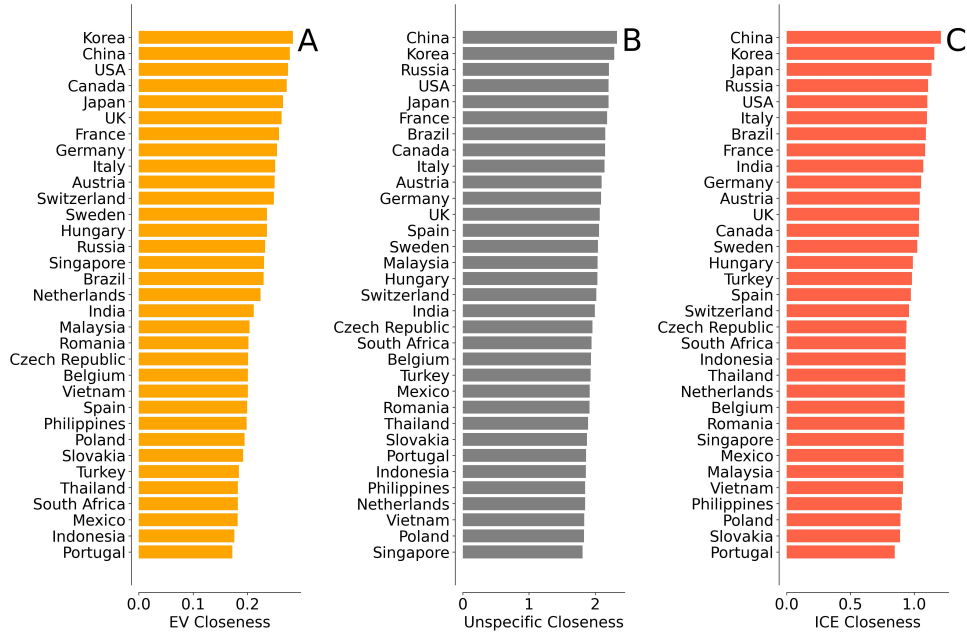 A
Korea
China
USA
Canada
Japan
UK
France
Germany
Italy
Austria
Switzerland
Sweden
Hungary
Russia
Singapore
Brazil
Netherlands
India
Malaysia
Romania
Czech Republic
Belgium
Vietnam
Spain
Philippines
Poland
Slovakia
Turkey
Thailand
South Africa
Mexico
Indonesia
Portugal
0.0 0.1 0.2
EV Closeness
B
China
Korea
Russia
USA
Japan
France
Brazil
Canada
Italy
Austria
Germany
UK
Spain
Sweden
Malaysia
Hungary
Switzerland
India
Czech Republic
South Africa
Belgium
Turkey
Mexico
Romania
Thailand
Slovakia
Portugal
Indonesia
Philippines
Netherlands
Vietnam
Poland
Singapore
0 1 2
Unspecific Closeness
C
China
Korea
Japan
Russia
USA
Italy
Brazil
France
India
Germany
Austria
UK
Canada
Sweden
Hungary
Turkey
Spain
Switzerland
Czech Republic
South Africa
Indonesia
Thailand
Netherlands
Belgium
Romania
Singapore
Mexico
Malaysia
Vietnam
Philippines
Poland
Slovakia
Portugal
0.0 0.5 1.0
ICE Closeness